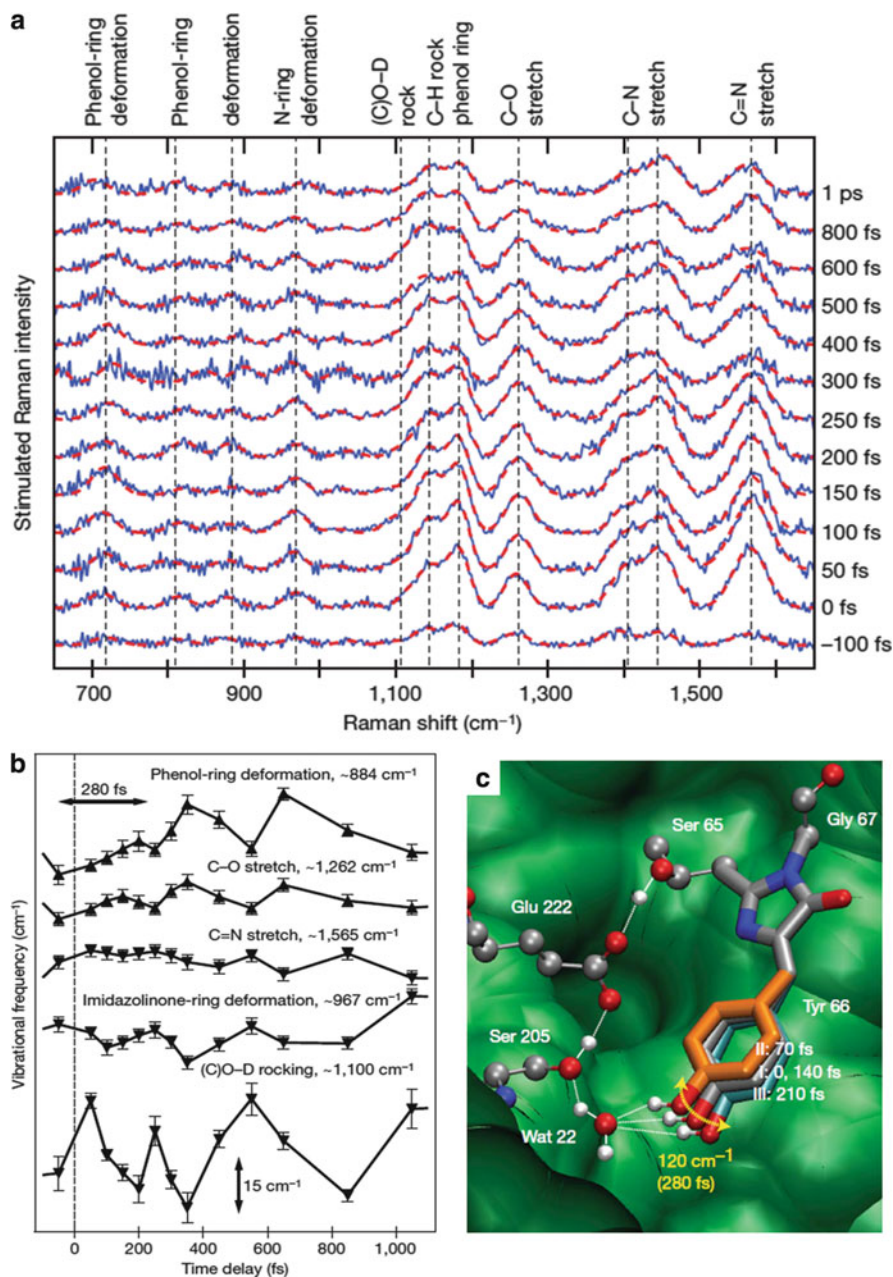 a
Phenol-ring
deformation
Phenol-ring
deformation
N-ring
deformation
(C)O–D
rock
C–H rock
phenol ring
C–O
stretch
C–N
stretch
C=N
stretch
Stimulated Raman intensity
1 ps
800 fs
600 fs
500 fs
400 fs
300 fs
250 fs
200 fs
150 fs
100 fs
50 fs
0 fs
–100 fs
700 900 1,100 1,300 1,500
Raman shift (cm⁻¹)
b
Vibrational frequency (cm⁻¹)
Phenol-ring deformation, ~884 cm⁻¹
280 fs
C–O stretch, ~1,262 cm⁻¹
C=N stretch, ~1,565 cm⁻¹
Imidazolinone-ring deformation, ~967 cm⁻¹
(C)O–D rocking, ~1,100 cm⁻¹
15 cm⁻¹
0 200 400 600 800 1,000
Time delay (fs)
c
Ser 65
Gly 67
Glu 222
Tyr 66
Ser 205
II: 70 fs
I: 0, 140 fs
III: 210 fs
Wat 22
120 cm⁻¹
(280 fs)